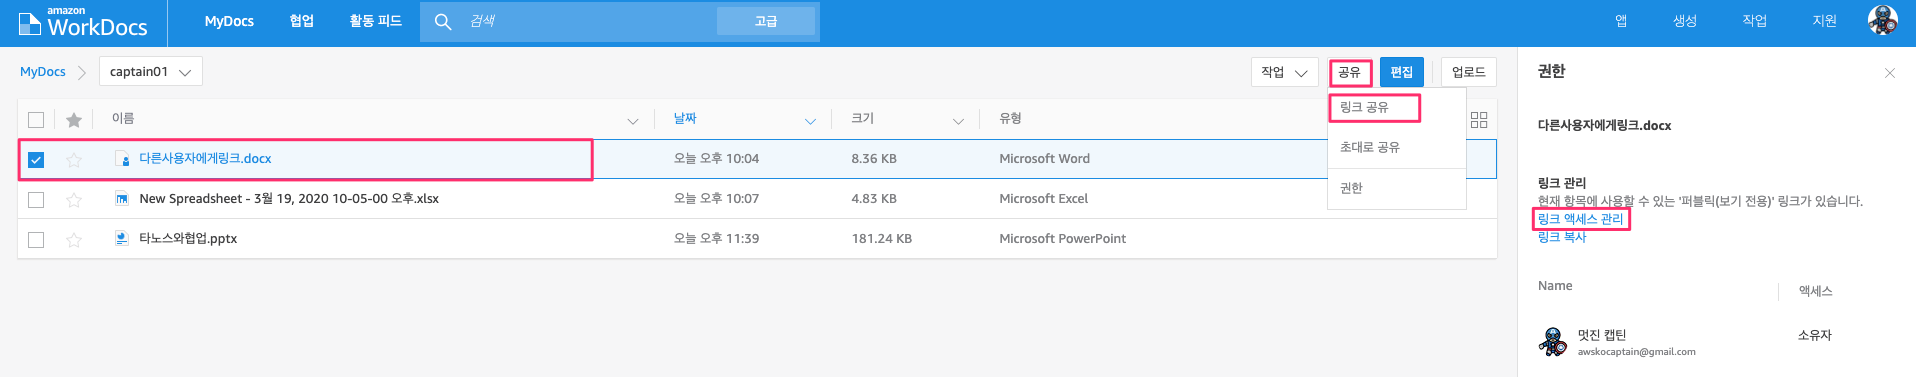 amazon
WorkDocs
MyDocs 협업 활동 피드 검색 고급 앱 생성 작업 지원
MyDocs captain01 작업 공유 편집 업로드
이름 날짜 크기 유형
다른사용자에게링크.docx 오늘 오후 10:04 8.36 KB Microsoft Word
New Spreadsheet - 3월 19, 2020 10-05-00 오후.xlsx 오늘 오후 10:07 4.83 KB Microsoft Excel
타노스와협업.pptx 오늘 오후 11:39 181.24 KB Microsoft PowerPoint
링크 공유
초대로 공유
권한
권한
다른사용자에게링크.docx
링크 관리
현재 항목에 사용할 수 있는 '퍼블릭(보기 전용)' 링크가 있습니다.
링크 액세스 관리
링크 복사
Name 액세스
멋진 캡틴 소유자
awskocaptain@gmail.com